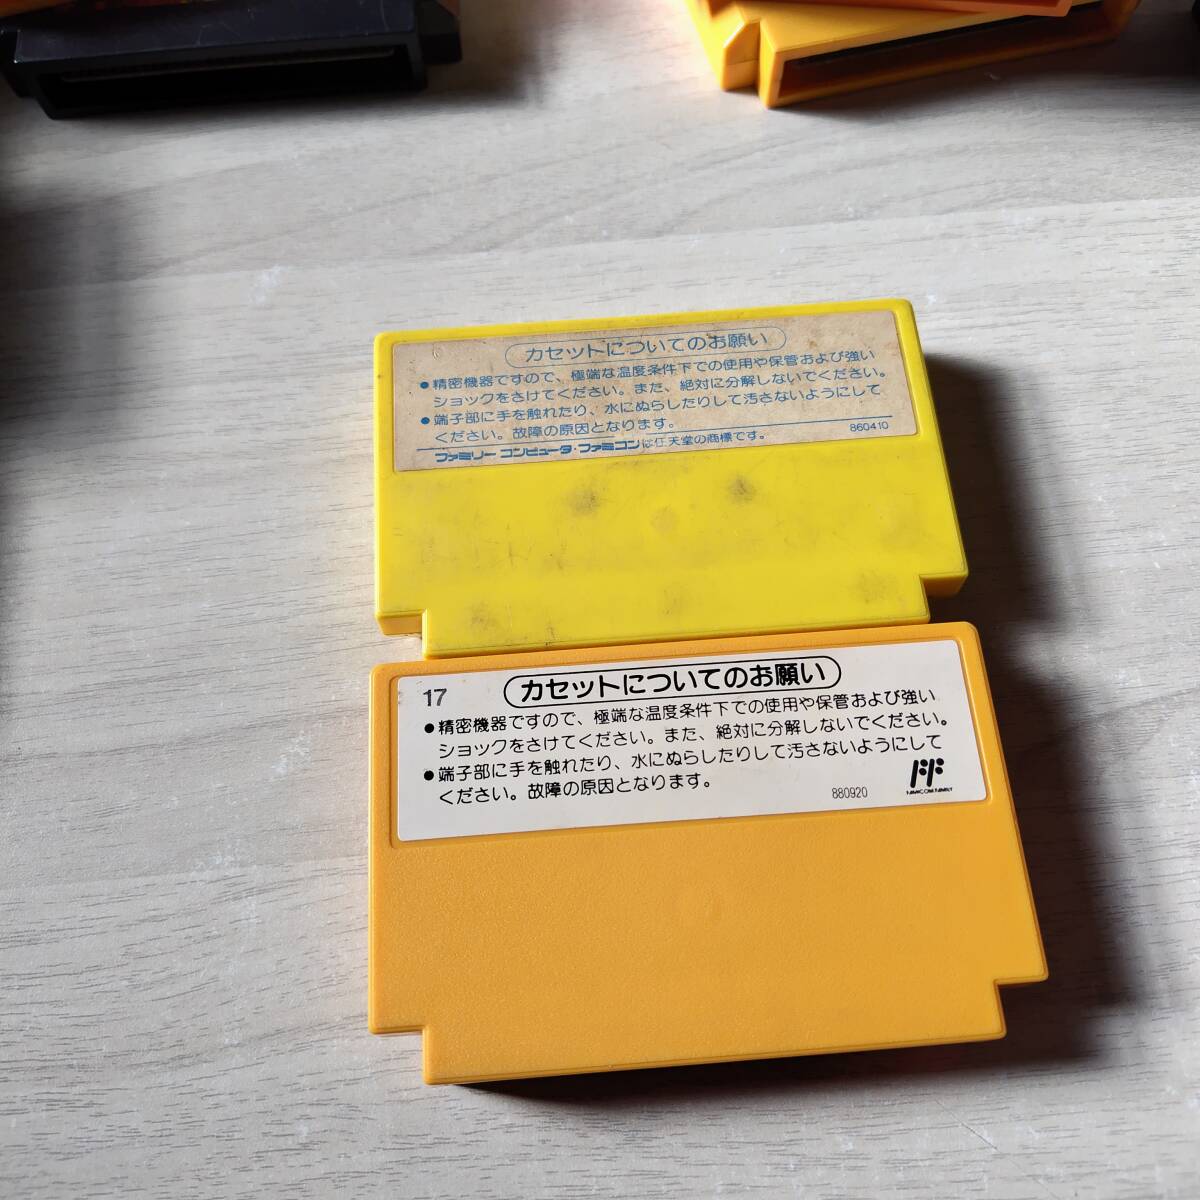 カセットについてのお願い
●精密機器ですので、極端な温度条件下での使用や保管および強い
ショックをさけてください。また、絶対に分解しないでください。
●端子部に手を触れたり、水にぬらしたりして汚さないようにして
ください。故障の原因となります。
860410
ファミリーコンピュータ・ファミコンは任天堂の商標です。
17
カセットについてのお願い
●精密機器ですので、極端な温度条件下での使用や保管および強い
ショックをさけてください。また、絶対に分解しないでください。
●端子部に手を触れたり、水にぬらしたりして汚さないようにして
ください。故障の原因となります。
880920
FF
FAMICOM FAMILY